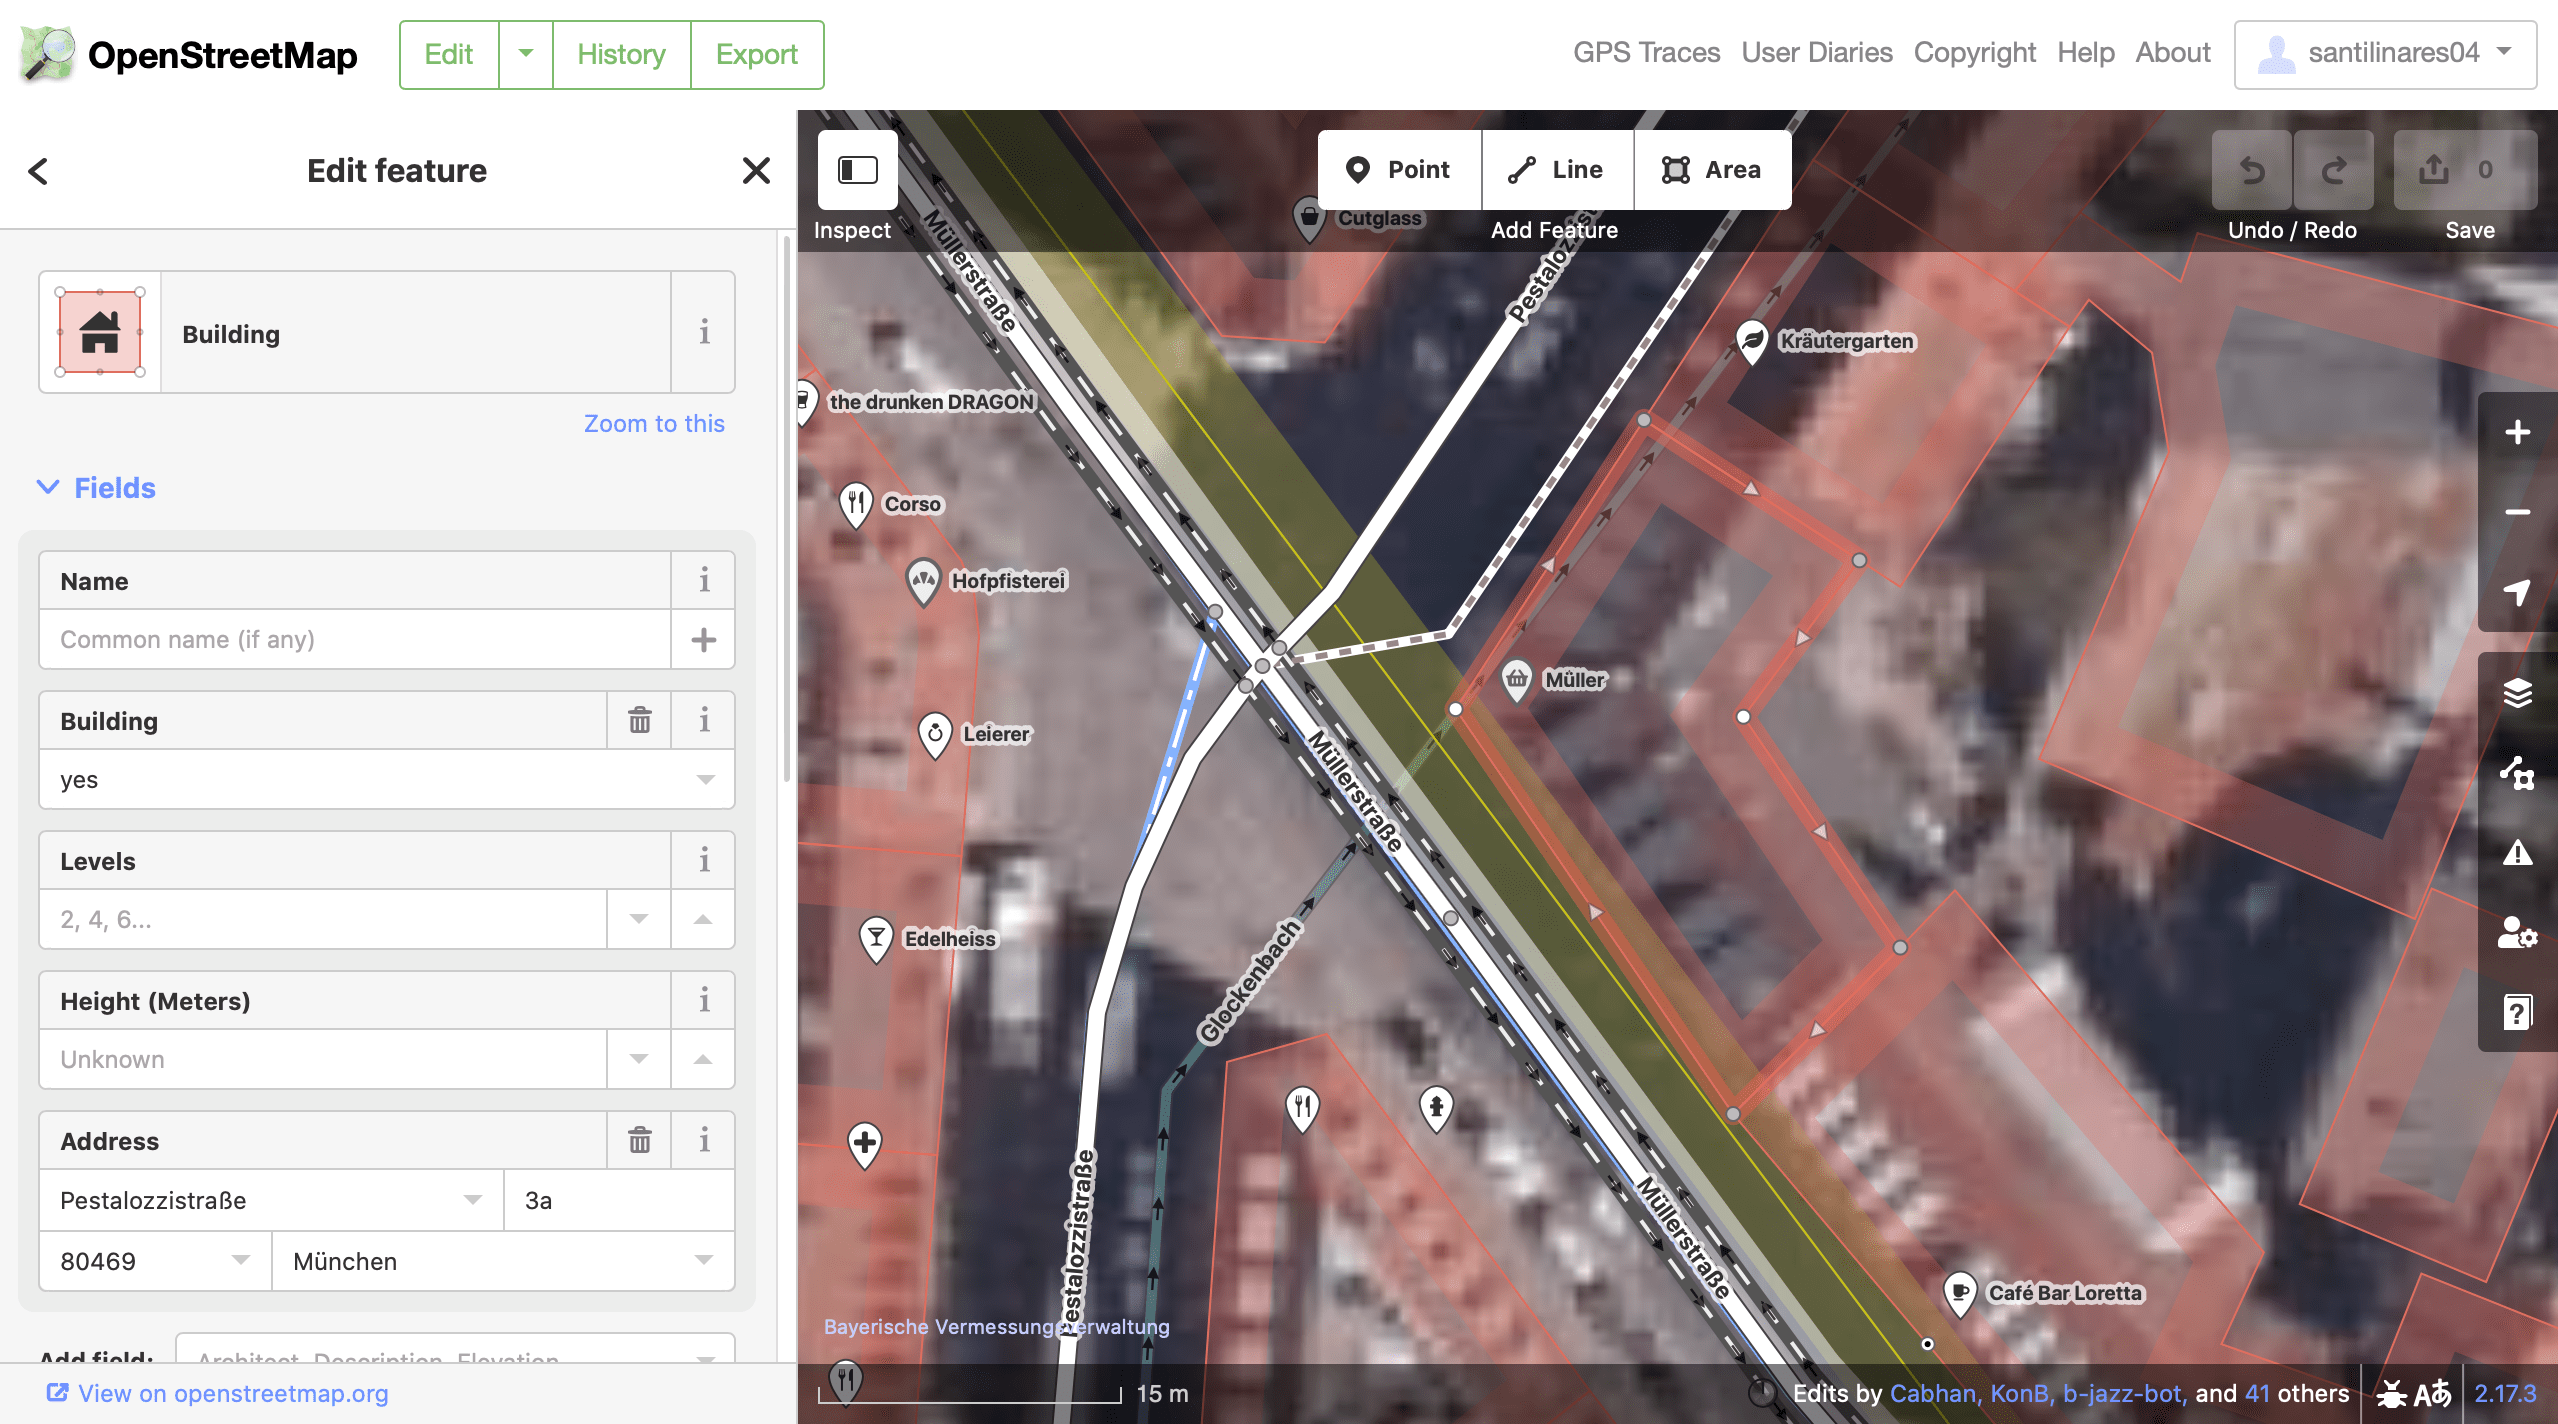 OpenStreetMap
Edit
History
Export
GPS Traces
User Diaries
Copyright
Help
About
santilinares04
Edit feature
Building
Zoom to this
Fields
Name
Common name (if any)
Building
yes
Levels
2, 4, 6...
Height (Meters)
Unknown
Address
Pestalozzistraße
3a
80469
München
Add field:
Architect, Description, Elevation
View on openstreetmap.org
Inspect
Point
Line
Area
Add Feature
Undo / Redo
0
Save
Cutglass
Müllerstraße
Pestalozzist
Kräutergarten
the drunken DRAGON
Corso
Hofpfisterei
Müller
Leierer
Müllerstraße
Edelheiss
Glockenbach
Pestalozzistraße
Müllerstraße
Café Bar Loretta
Bayerische Vermessungsverwaltung
15 m
Edits by Cabhan, KonB, b-jazz-bot, and 41 others
Aあ
2.17.3